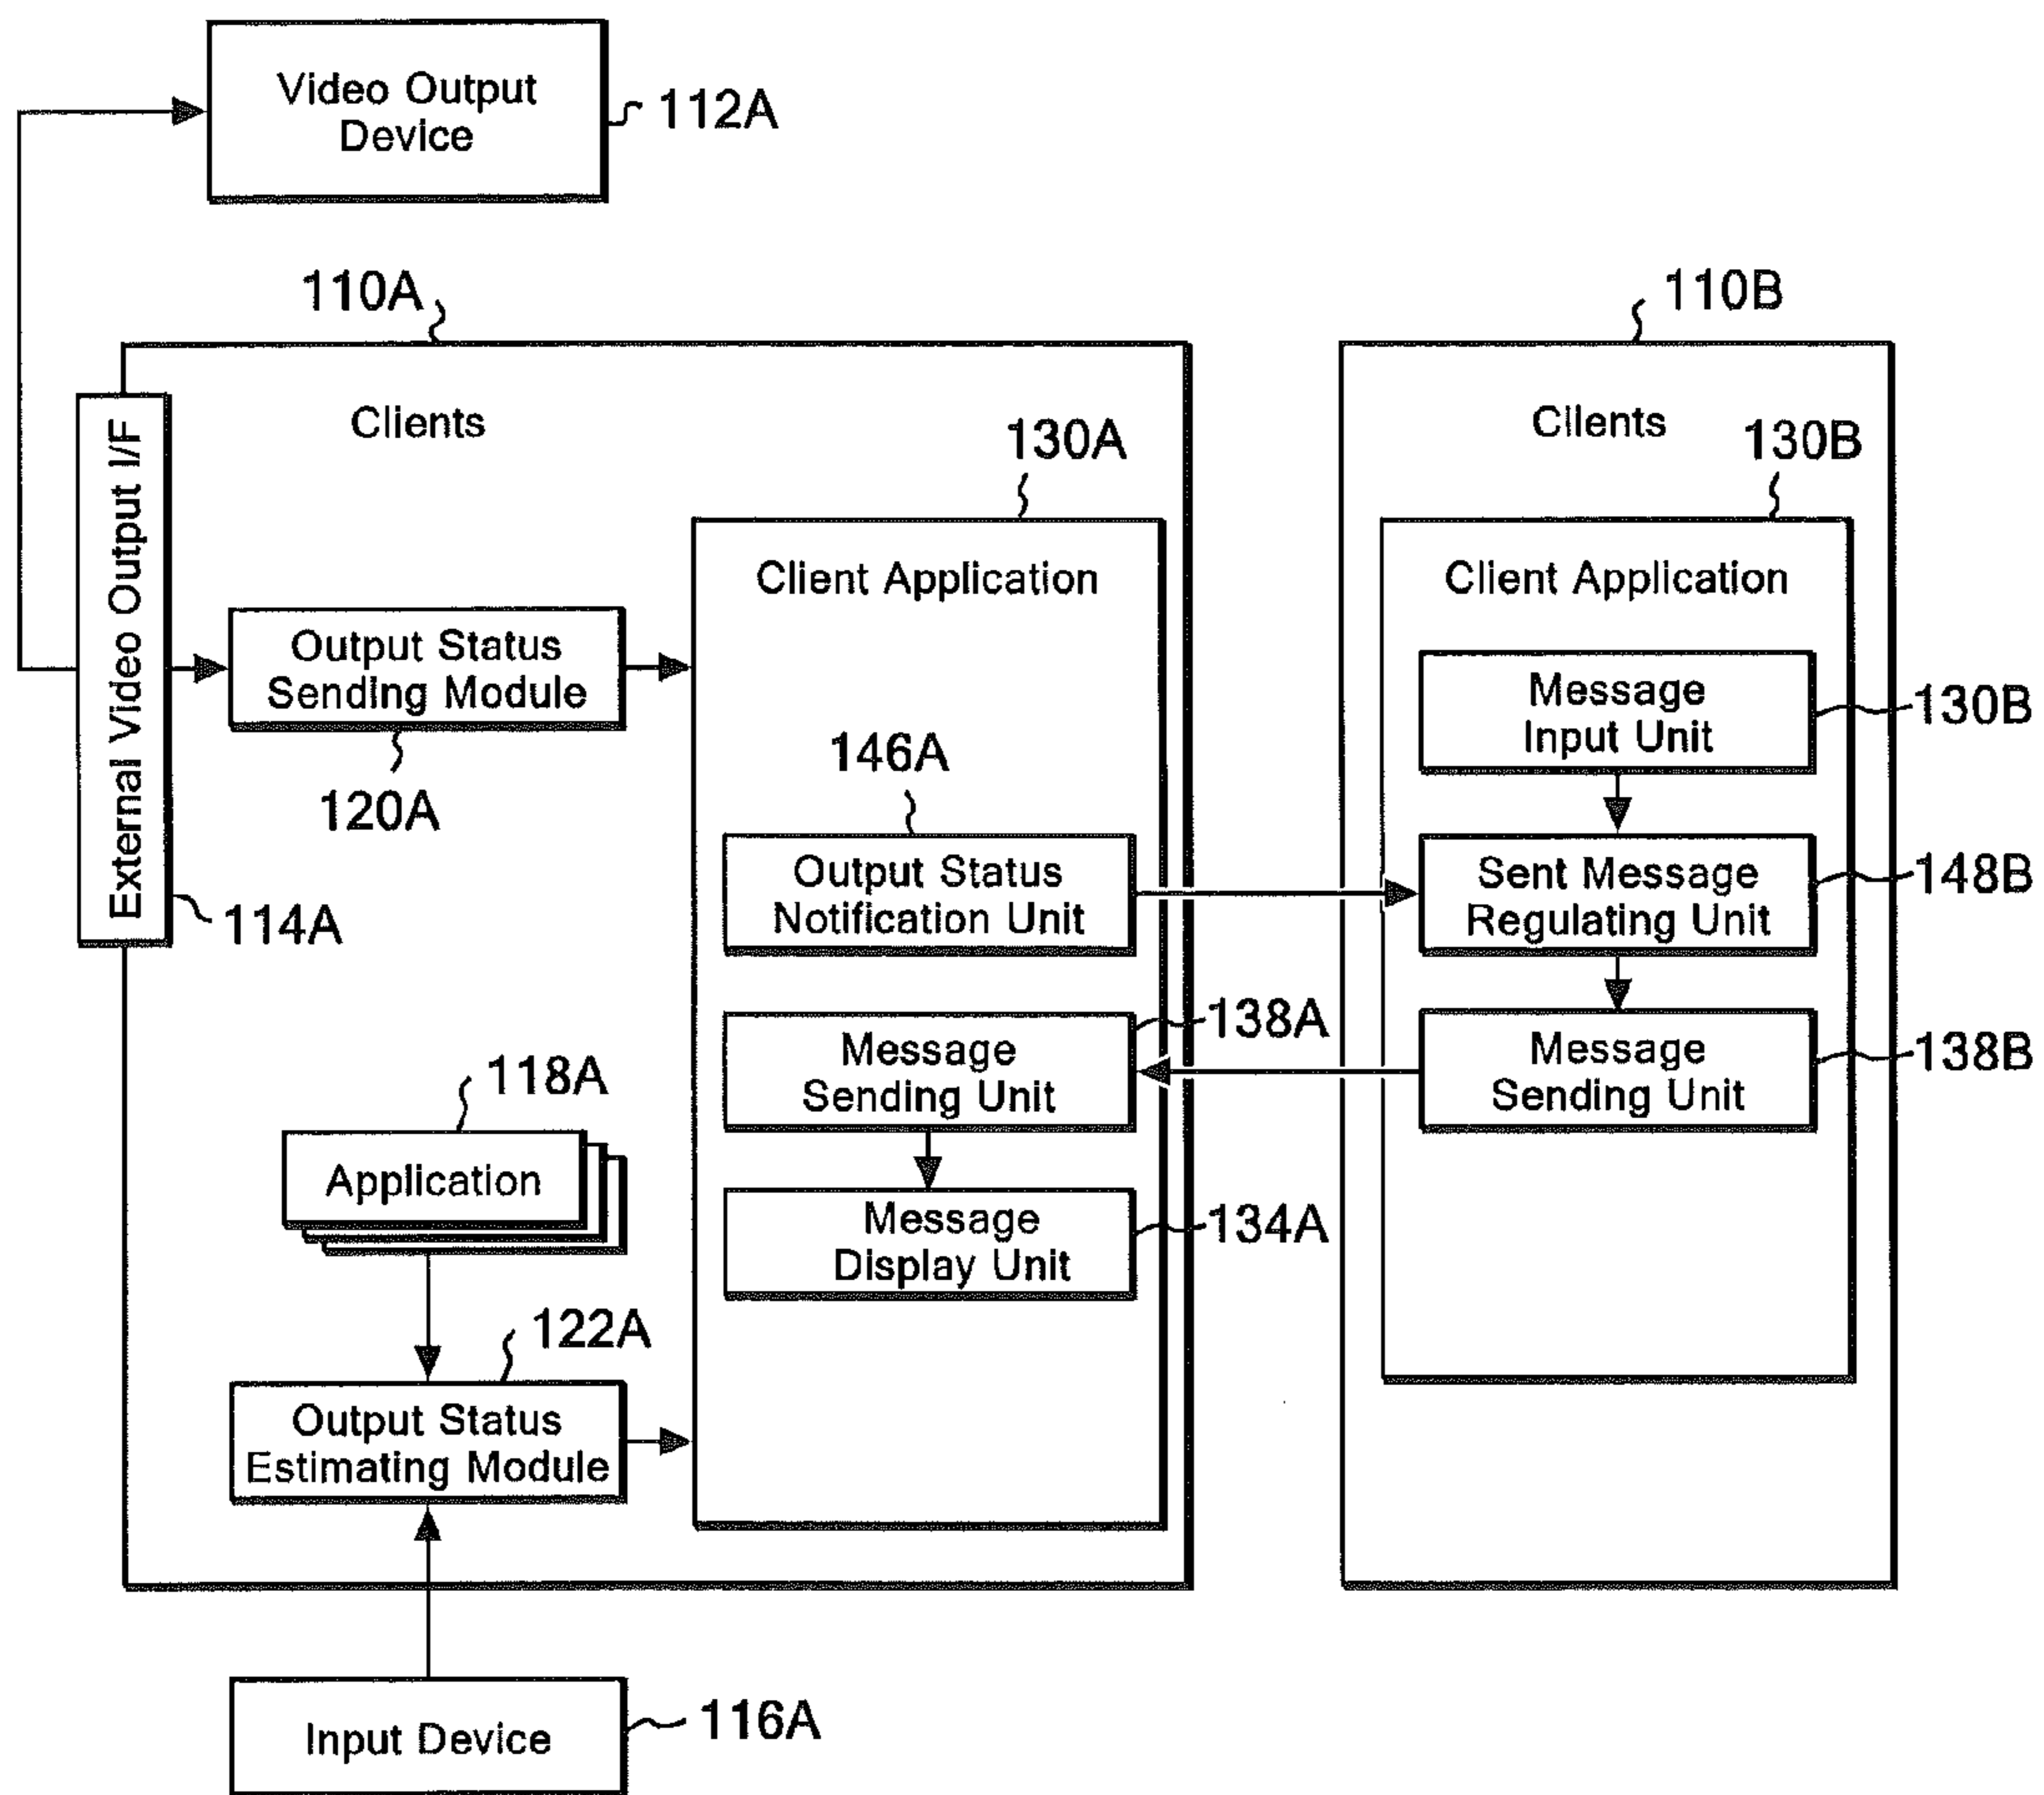 Video Output
Device
112A
110A
110B
Clients
Clients
External Video Output I/F
130A
130B
Client Application
Client Application
Output Status
Sending Module
Message
Input Unit
130B
120A
146A
Output Status
Notification Unit
Sent Message
Regulating Unit
148B
114A
Message
Sending Unit
138A
Message
Sending Unit
138B
118A
Application
Message
Display Unit
134A
122A
Output Status
Estimating Module
Input Device
116A